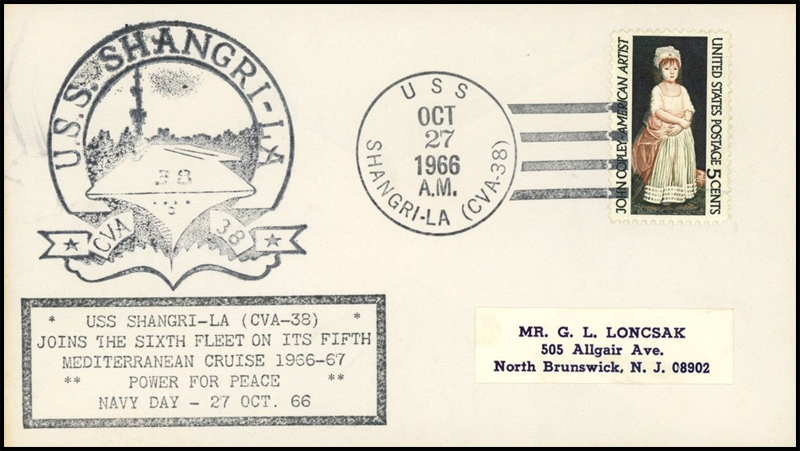 U.S.S. SHANGRI-LA
38
CVA 38
* USS SHANGRI-LA (CVA-38) *
JOINS THE SIXTH FLEET ON ITS FIFTH
MEDITERRANEAN CRUISE 1966-67
** POWER FOR PEACE **
NAVY DAY - 27 OCT. 66
USS
OCT
27
1966
A.M.
SHANGRI-LA (CVA-38)
JOHN COPLEY·AMERICAN ARTIST
UNITED STATES POSTAGE 5 CENTS
MR. G. L. LONCSAK
505 Allgair Ave.
North Brunswick, N. J. 08902